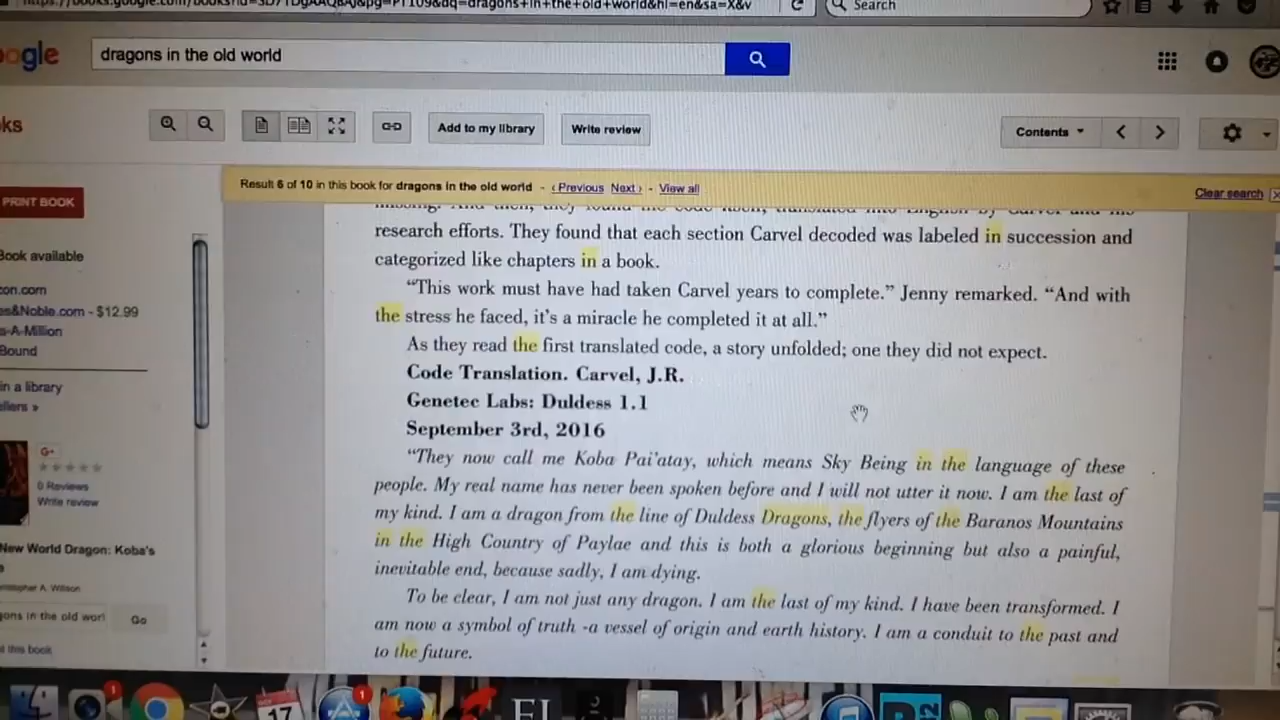 dragons in the old world
Search
Add to my library
Write review
Contents
PRINT BOOK
Result 6 of 10 in this book for dragons in the old world - ‹ Previous Next › - View all
Clear search
research efforts. They found that each section Carvel decoded was labeled in succession and
categorized like chapters in a book.
“This work must have had taken Carvel years to complete.” Jenny remarked. “And with
the stress he faced, it’s a miracle he completed it at all.”
As they read the first translated code, a story unfolded; one they did not expect.
Code Translation. Carvel, J.R.
Genetec Labs: Duldess 1.1
September 3rd, 2016
“They now call me Koba Pai’atay, which means Sky Being in the language of these
people. My real name has never been spoken before and I will not utter it now. I am the last of
my kind. I am a dragon from the line of Duldess Dragons, the flyers of the Baranos Mountains
in the High Country of Paylae and this is both a glorious beginning but also a painful,
inevitable end, because sadly, I am dying.
To be clear, I am not just any dragon. I am the last of my kind. I have been transformed. I
am now a symbol of truth -a vessel of origin and earth history. I am a conduit to the past and
to the future.
Book available
es&Noble.com - $12.99
s-A-Million
Bound
in a library
G+
0 Reviews
Write review
New World Dragon: Koba's
Go
this book
17